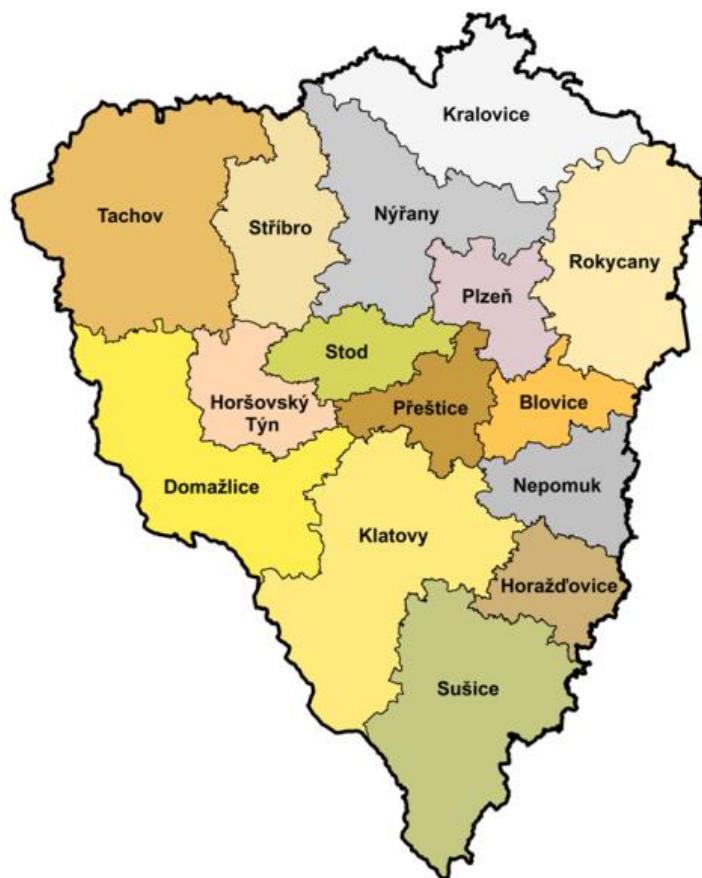 Kralovice
Tachov
Stříbro
Nýřany
Rokycany
Plzeň
Stod
Horšovský
Týn
Přeštice
Blovice
Domažlice
Nepomuk
Klatovy
Horažďovice
Sušice